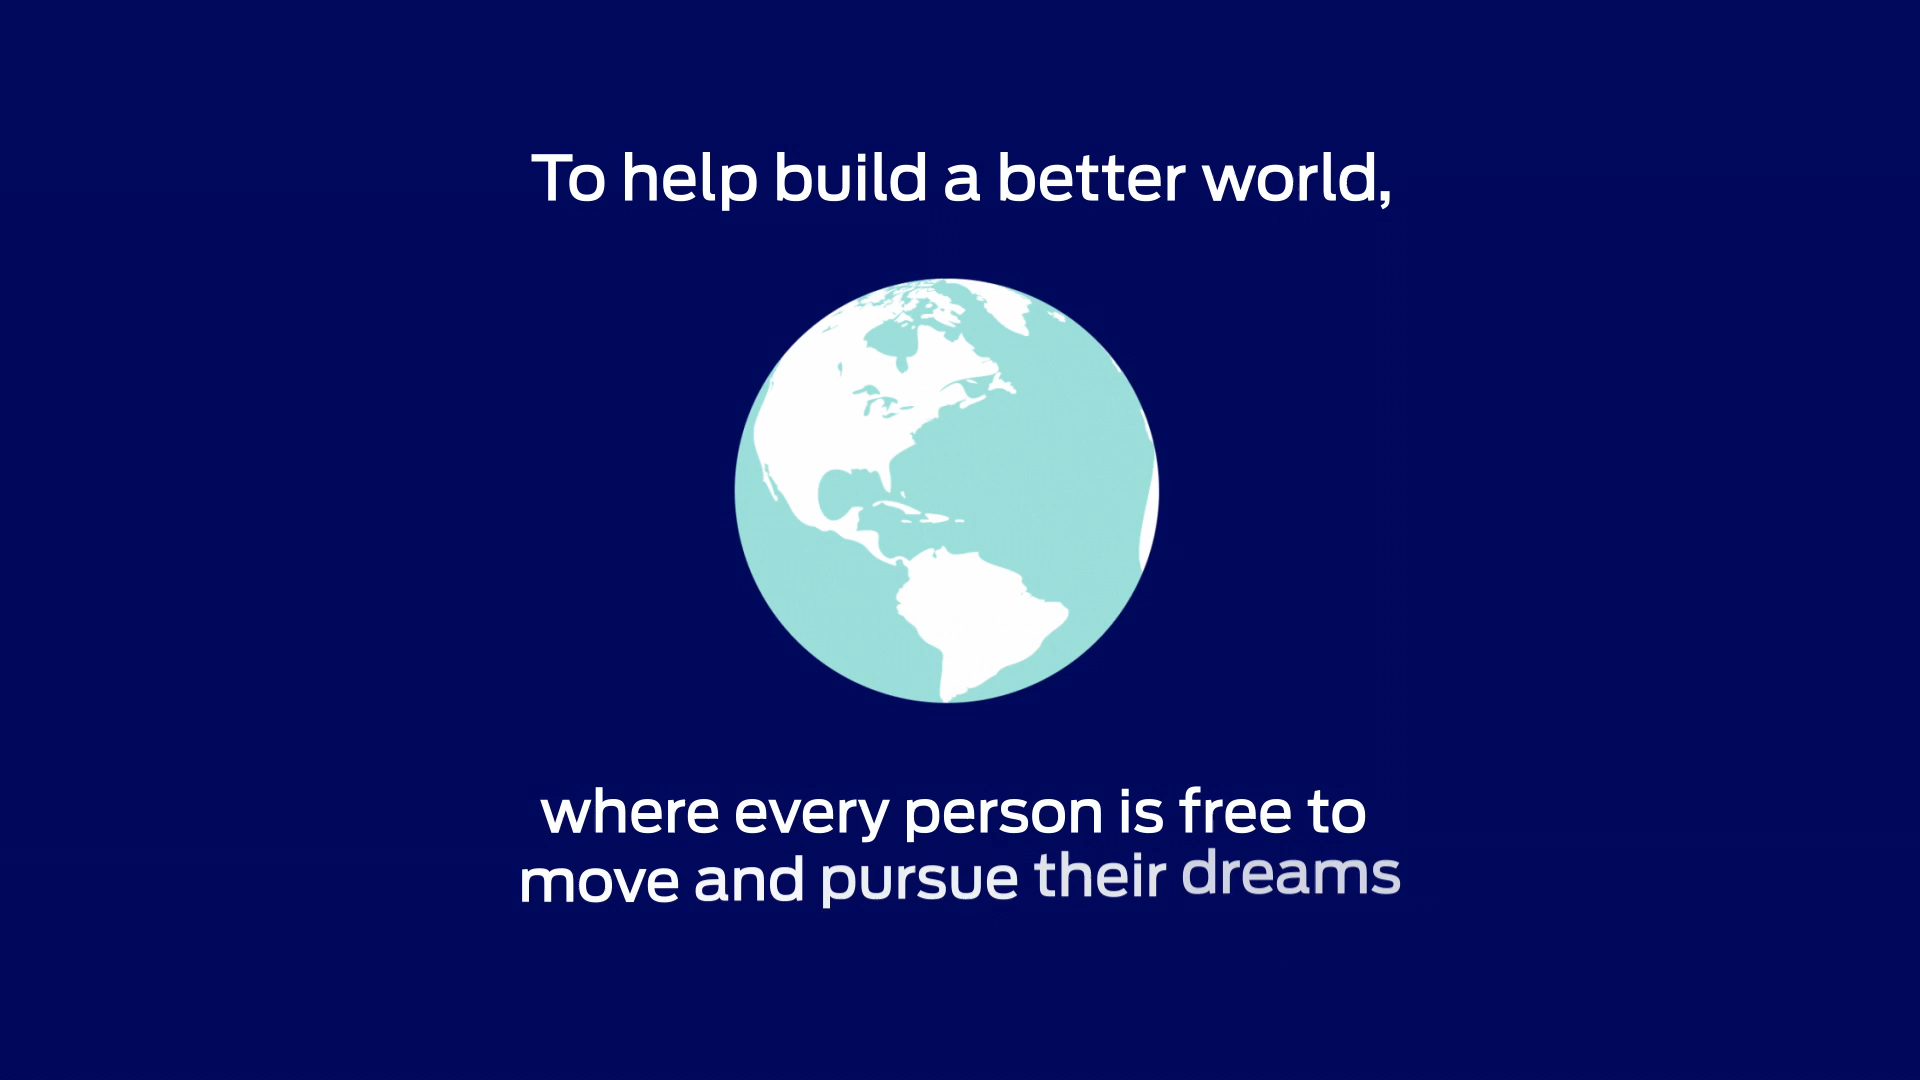 To help build a better world,
where every person is free to
move and pursue their dreams